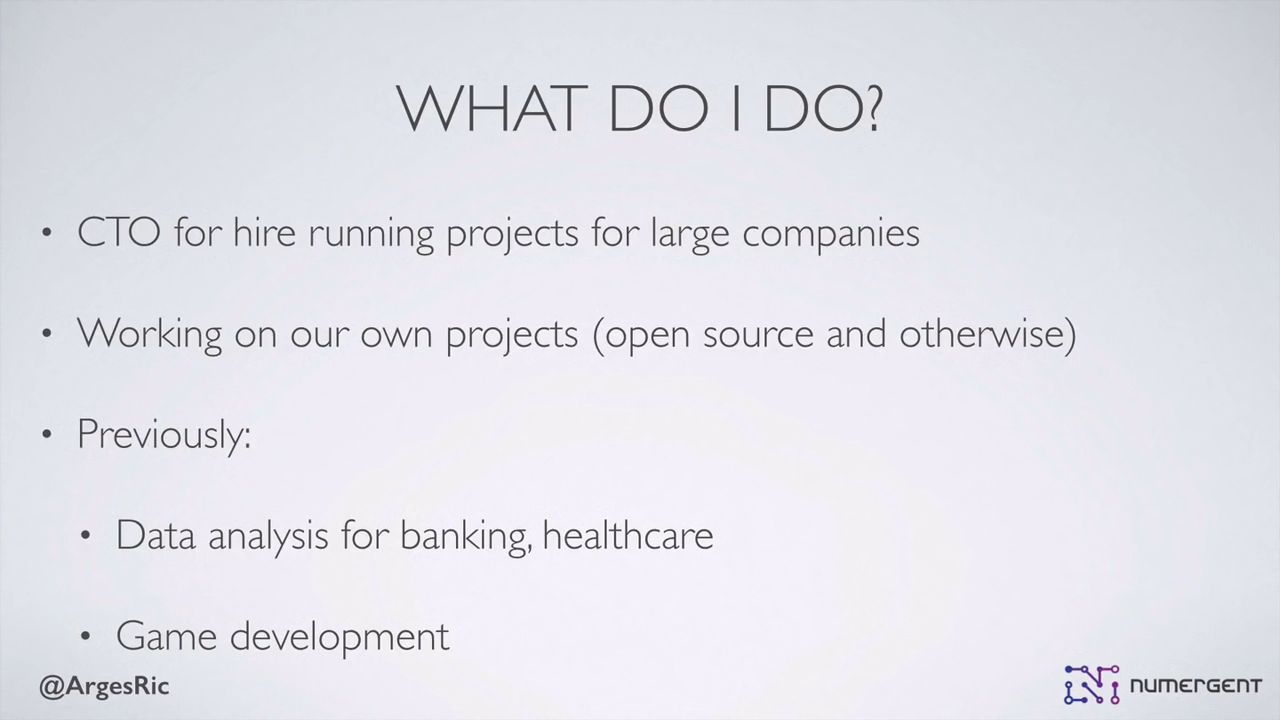 WHAT DO I DO?
• CTO for hire running projects for large companies
• Working on our own projects (open source and otherwise)
• Previously:
• Data analysis for banking, healthcare
• Game development
@ArgesRic
NUMERGENT